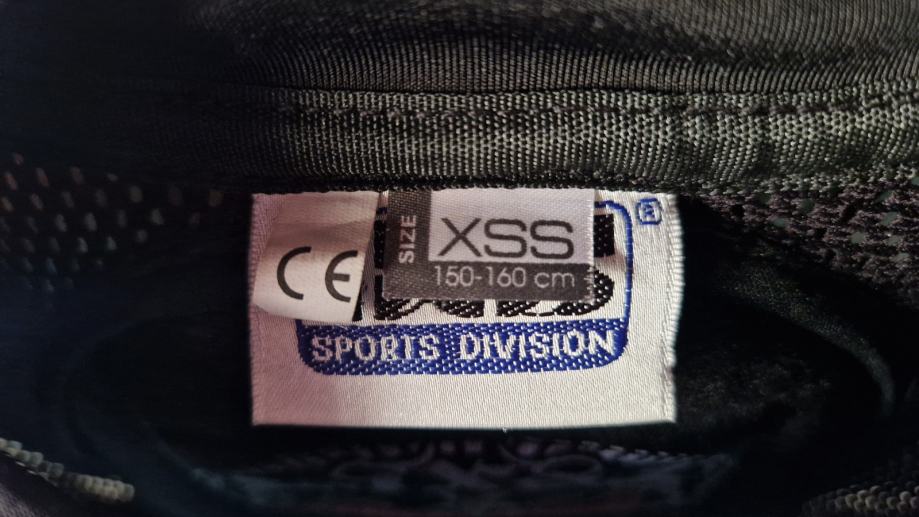 CE
SIZE
XSS
150-160 cm
®
SPORTS DIVISION